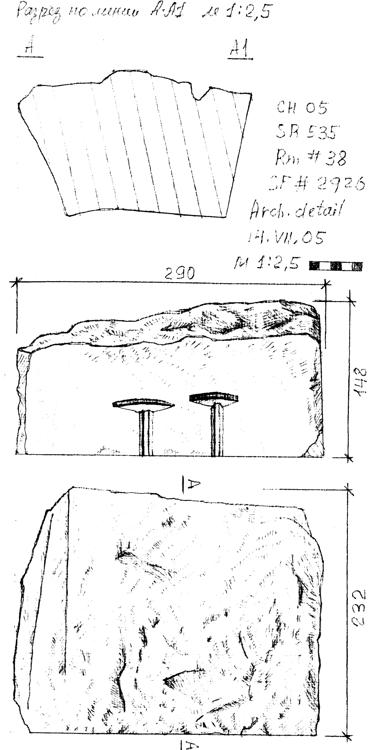 Разрез по линии А-А1 м 1:2,5
А А1
CH 05
SR 535
Rm # 38
SF # 2926
Arch. detail
14.VII.05
М 1:2,5
290
148
А
232
А